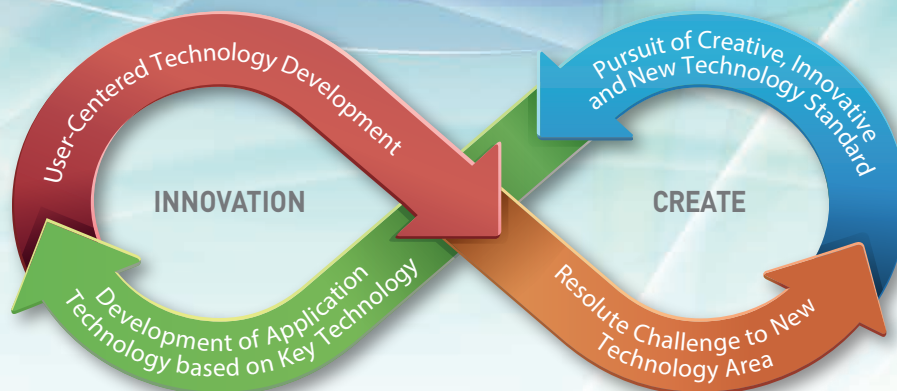 User-Centered Technology Development
Pursuit of Creative, Innovative
and New Technology Standard
INNOVATION
CREATE
Development of Application
Technology based on Key Technology
Resolute Challenge to New
Technology Area